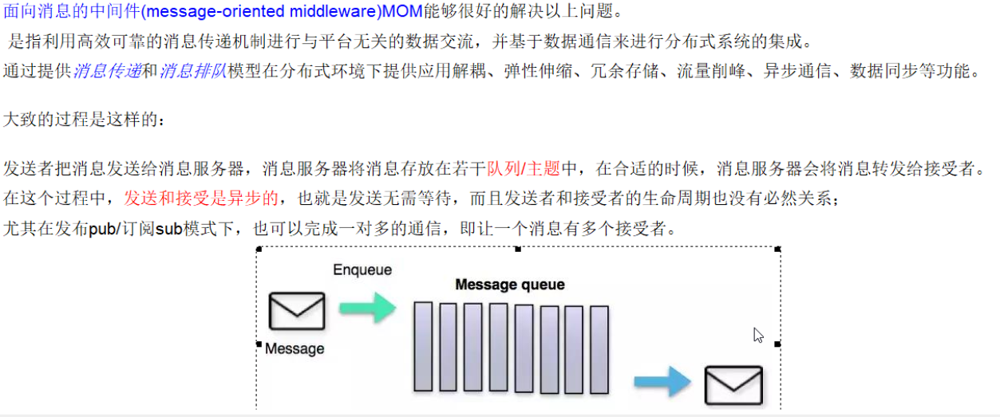 面向消息的中间件(message-oriented middleware)MOM能够很好的解决以上问题。
是指利用高效可靠的消息传递机制进行与平台无关的数据交流，并基于数据通信来进行分布式系统的集成。
通过提供消息传递和消息排队模型在分布式环境下提供应用解耦、弹性伸缩、冗余存储、流量削峰、异步通信、数据同步等功能。
大致的过程是这样的：
发送者把消息发送给消息服务器，消息服务器将消息存放在若干队列/主题中，在合适的时候，消息服务器会将消息转发给接受者。
在这个过程中，发送和接受是异步的，也就是发送无需等待，而且发送者和接受者的生命周期也没有必然关系；
尤其在发布pub/订阅sub模式下，也可以完成一对多的通信，即让一个消息有多个接受者。
Enqueue
Message queue
Message